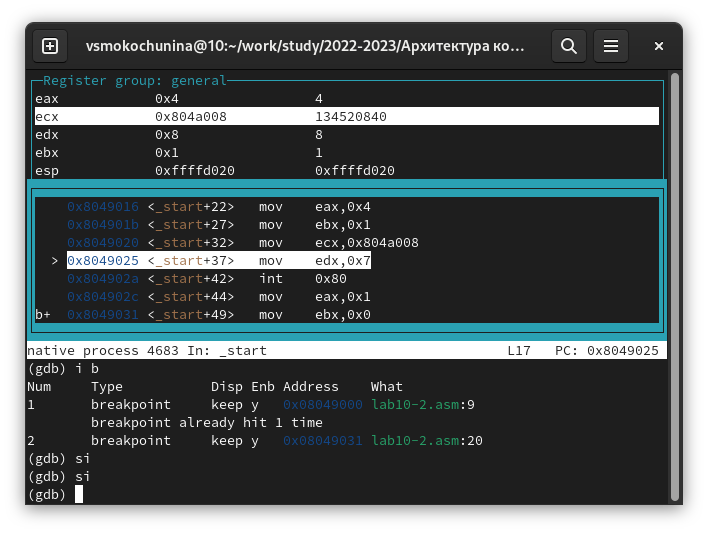 vsmokochunina@10:~/work/study/2022-2023/Архитектура ко...
Register group: general
eax 0x4 4
ecx 0x804a008 134520840
edx 0x8 8
ebx 0x1 1
esp 0xffffd020 0xffffd020
0x8049016 <_start+22> mov eax,0x4
0x804901b <_start+27> mov ebx,0x1
0x8049020 <_start+32> mov ecx,0x804a008
> 0x8049025 <_start+37> mov edx,0x7
0x804902a <_start+42> int 0x80
0x804902c <_start+44> mov eax,0x1
b+ 0x8049031 <_start+49> mov ebx,0x0
native process 4683 In: _start L17 PC: 0x8049025
(gdb) i b
Num Type Disp Enb Address What
1 breakpoint keep y 0x08049000 lab10-2.asm:9
breakpoint already hit 1 time
2 breakpoint keep y 0x08049031 lab10-2.asm:20
(gdb) si
(gdb) si
(gdb)